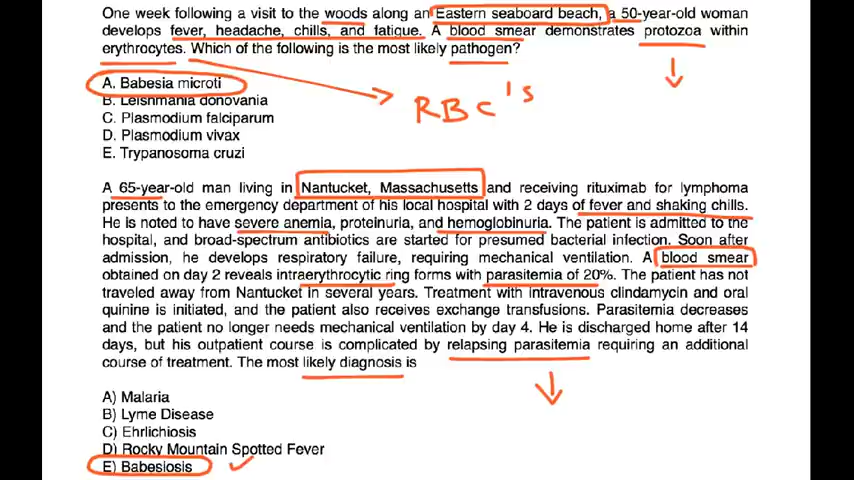 One week following a visit to the woods along an Eastern seaboard beach, a 50-year-old woman
develops fever, headache, chills, and fatigue. A blood smear demonstrates protozoa within
erythrocytes. Which of the following is the most likely pathogen?
A. Babesia microti
RBC's
B. Leishmania donovania
C. Plasmodium falciparum
D. Plasmodium vivax
E. Trypanosoma cruzi
A 65-year-old man living in Nantucket, Massachusetts and receiving rituximab for lymphoma
presents to the emergency department of his local hospital with 2 days of fever and shaking chills.
He is noted to have severe anemia, proteinuria, and hemoglobinuria. The patient is admitted to the
hospital, and broad-spectrum antibiotics are started for presumed bacterial infection. Soon after
admission, he develops respiratory failure, requiring mechanical ventilation. A blood smear
obtained on day 2 reveals intraerythrocytic ring forms with parasitemia of 20%. The patient has not
traveled away from Nantucket in several years. Treatment with intravenous clindamycin and oral
quinine is initiated, and the patient also receives exchange transfusions. Parasitemia decreases
and the patient no longer needs mechanical ventilation by day 4. He is discharged home after 14
days, but his outpatient course is complicated by relapsing parasitemia requiring an additional
course of treatment. The most likely diagnosis is
A) Malaria
B) Lyme Disease
C) Ehrlichiosis
D) Rocky Mountain Spotted Fever
E) Babesiosis